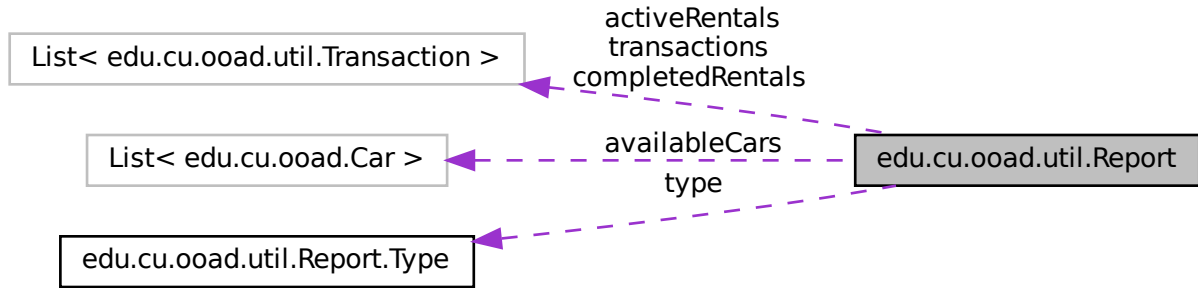 activeRentals
transactions
completedRentals
List< edu.cu.ooad.util.Transaction >
availableCars
List< edu.cu.ooad.Car >
edu.cu.ooad.util.Report
type
edu.cu.ooad.util.Report.Type